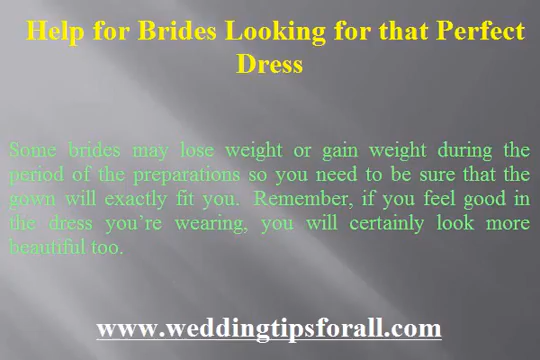 Help for Brides Looking for that Perfect
Dress
Some brides may lose weight or gain weight during the
period of the preparations so you need to be sure that the
gown will exactly fit you. Remember, if you feel good in
the dress you’re wearing, you will certainly look more
beautiful too.
www.weddingtipsforall.com